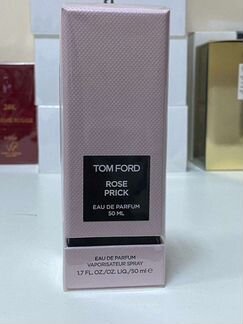 TOM FORD
ROSE
PRICK
EAU DE PARFUM
50 ML
EAU DE PARFUM
VAPORISATEUR SPRAY
1.7 FL.OZ./OZ. LIQ./50 ml ℮